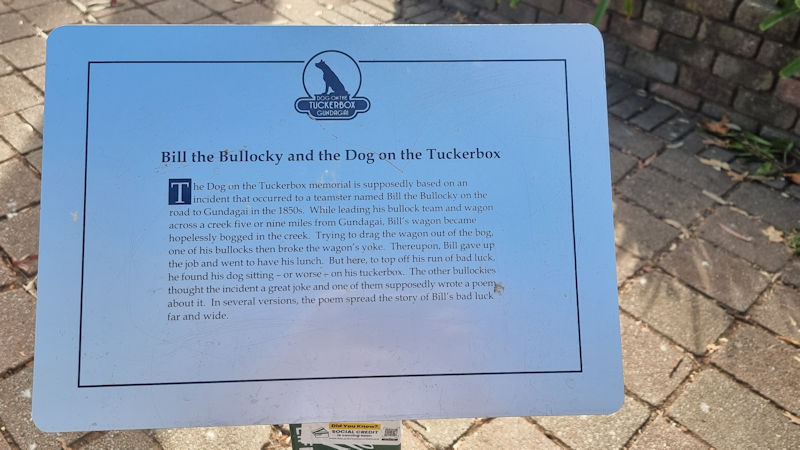 DOG ON THE
TUCKERBOX
GUNDAGAI
Bill the Bullocky and the Dog on the Tuckerbox
The Dog on the Tuckerbox memorial is supposedly based on an
incident that occurred to a teamster named Bill the Bullocky on the
road to Gundagai in the 1850s. While leading his bullock team and wagon
across a creek five or nine miles from Gundagai, Bill's wagon became
hopelessly bogged in the creek. Trying to drag the wagon out of the bog,
one of his bullocks then broke the wagon's yoke. Thereupon, Bill gave up
the job and went to have his lunch. But here, to top off his run of bad luck,
he found his dog sitting – or worse – on his tuckerbox. The other bullockies
thought the incident a great joke and one of them supposedly wrote a poem
about it. In several versions, the poem spread the story of Bill's bad luck
far and wide.
Did You Know?
SOCIAL CREDIT